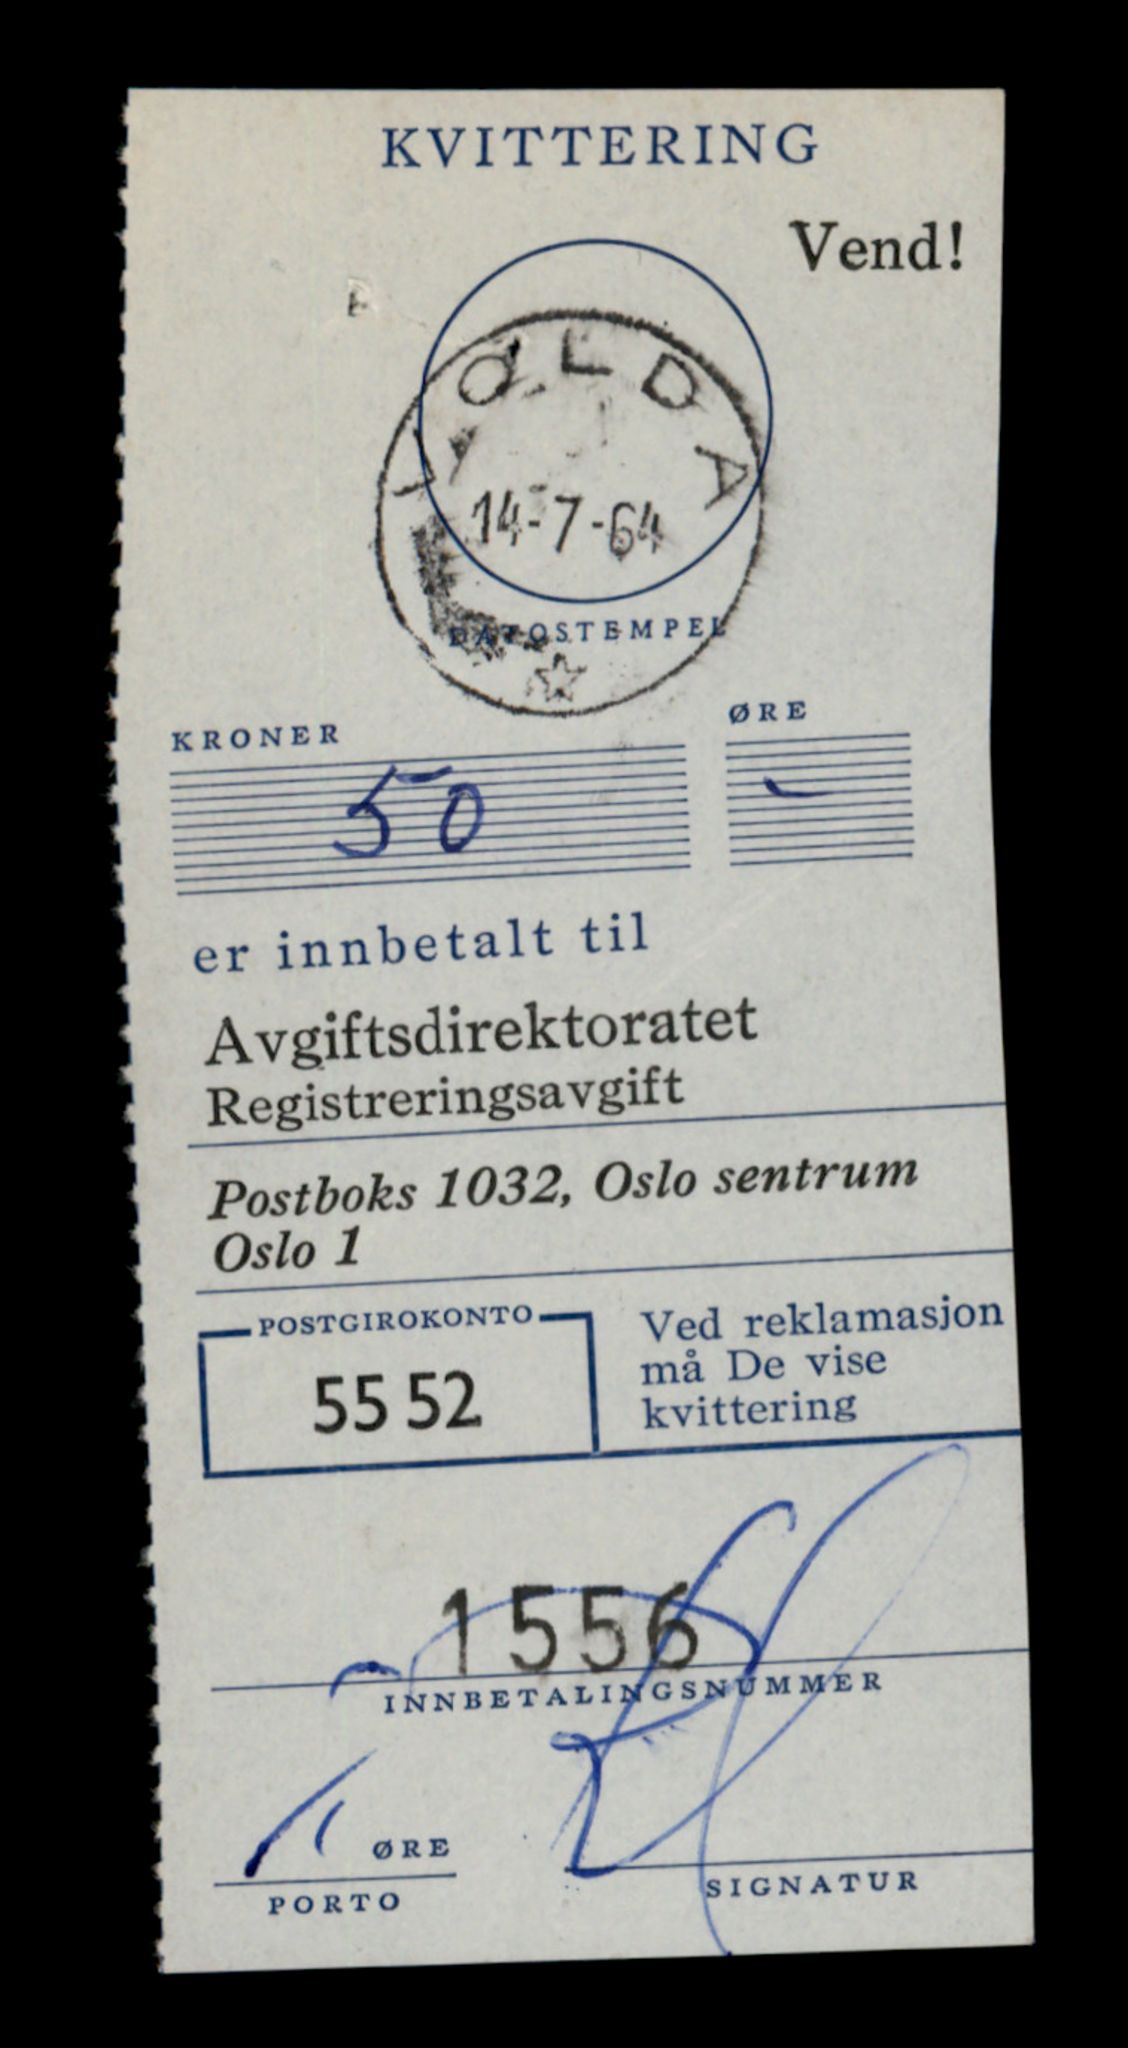 KVITTERING
Vend!
14-7-64
DATOSTEMPEL
KRONER
ØRE
50
-
er innbetalt til
Avgiftsdirektoratet
Registreringsavgift
Postboks 1032, Oslo sentrum
Oslo 1
POSTGIROKONTO
55 52
Ved reklamasjon
må De vise
kvittering
1556
INNBETALINGSNUMMER
ØRE
PORTO
SIGNATUR